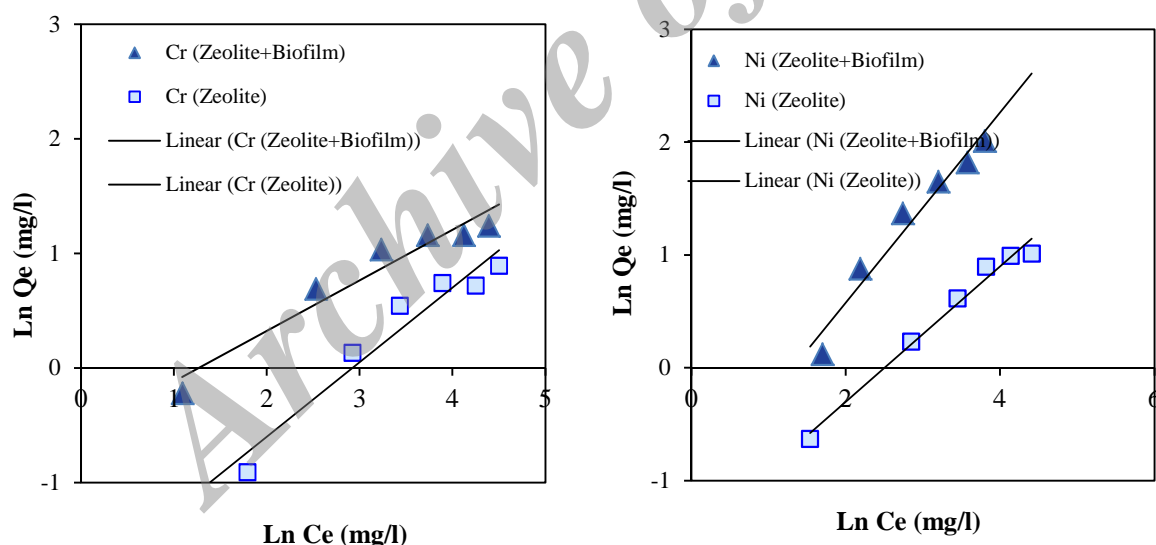 3
2
1
0
-1
0
1
2
3
4
5
Ln Qe (mg/l)
Ln Ce (mg/l)
Cr (Zeolite+Biofilm)
Cr (Zeolite)
Linear (Cr (Zeolite+Biofilm))
Linear (Cr (Zeolite))
3
2
1
0
-1
0
2
4
6
Ln Qe (mg/l)
Ln Ce (mg/l)
Ni (Zeolite+Biofilm)
Ni (Zeolite)
Linear (Ni (Zeolite+Biofilm))
Linear (Ni (Zeolite))
Archive